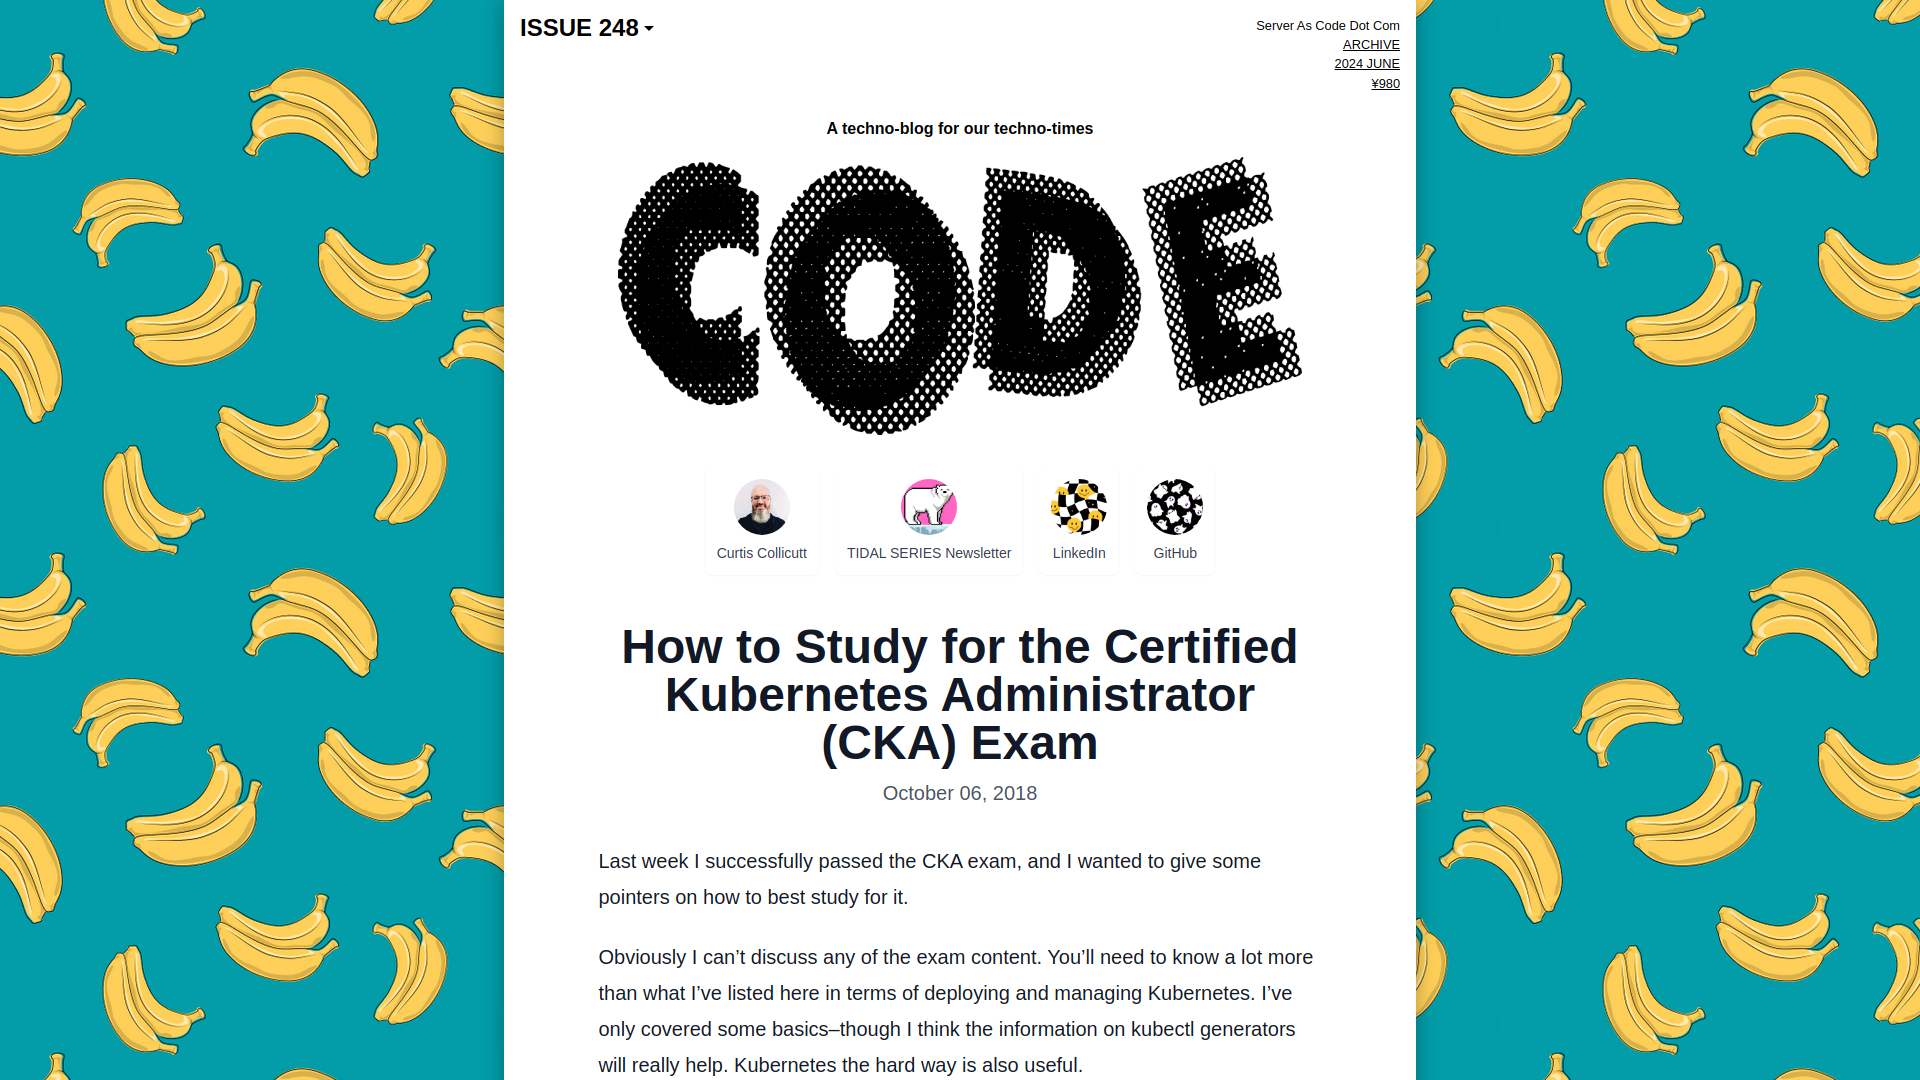 ISSUE 248
Server As Code Dot Com
ARCHIVE
2024 JUNE
¥980
A techno-blog for our techno-times
CODE
Curtis Collicutt
TIDAL SERIES Newsletter
LinkedIn
GitHub
How to Study for the Certified
Kubernetes Administrator
(CKA) Exam
October 06, 2018
Last week I successfully passed the CKA exam, and I wanted to give some
pointers on how to best study for it.
Obviously I can’t discuss any of the exam content. You’ll need to know a lot more
than what I’ve listed here in terms of deploying and managing Kubernetes. I’ve
only covered some basics–though I think the information on kubectl generators
will really help. Kubernetes the hard way is also useful.